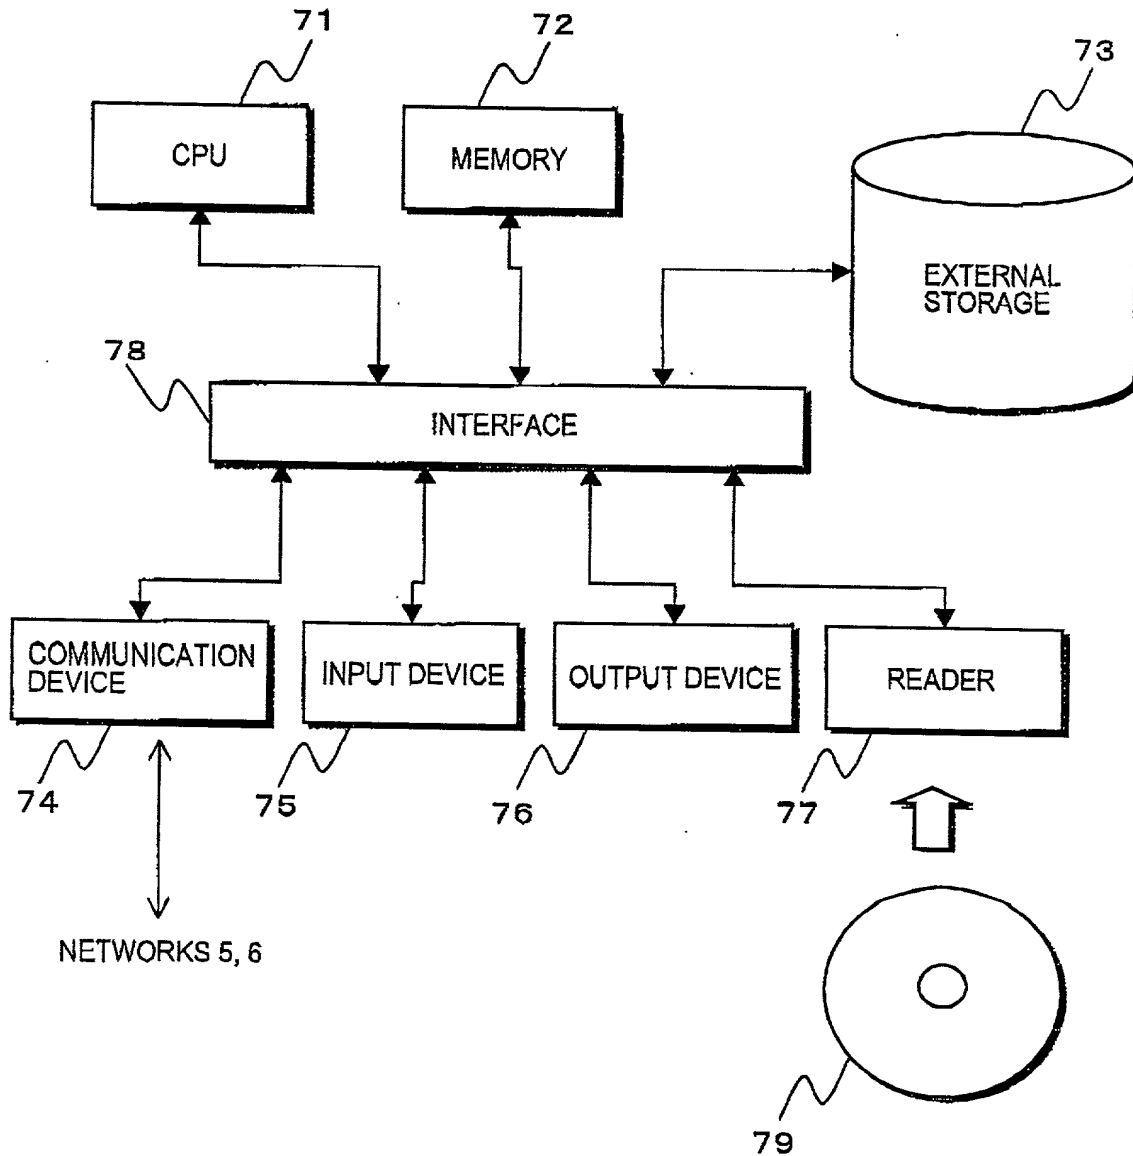 71
72
73
CPU
MEMORY
EXTERNAL
STORAGE
78
INTERFACE
COMMUNICATION
DEVICE
INPUT DEVICE
OUTPUT DEVICE
READER
74
75
76
77
NETWORKS 5, 6
79